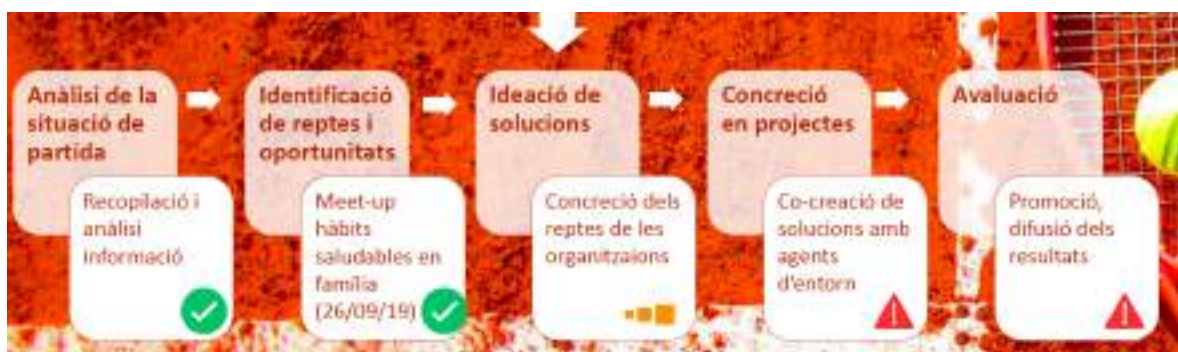 Anàlisi de la
situació de
partida
Recopilació i
anàlisi
informació
Identificació
de reptes i
oportunitats
Meet-up
hàbits
saludables en
família
(26/09/19)
Ideació de
solucions
Concreció dels
reptes de les
organitzaions
Concreció
en projectes
Co-creació de
solucions amb
agents
d'entorn
Avaluació
Promoció,
difusió dels
resultats